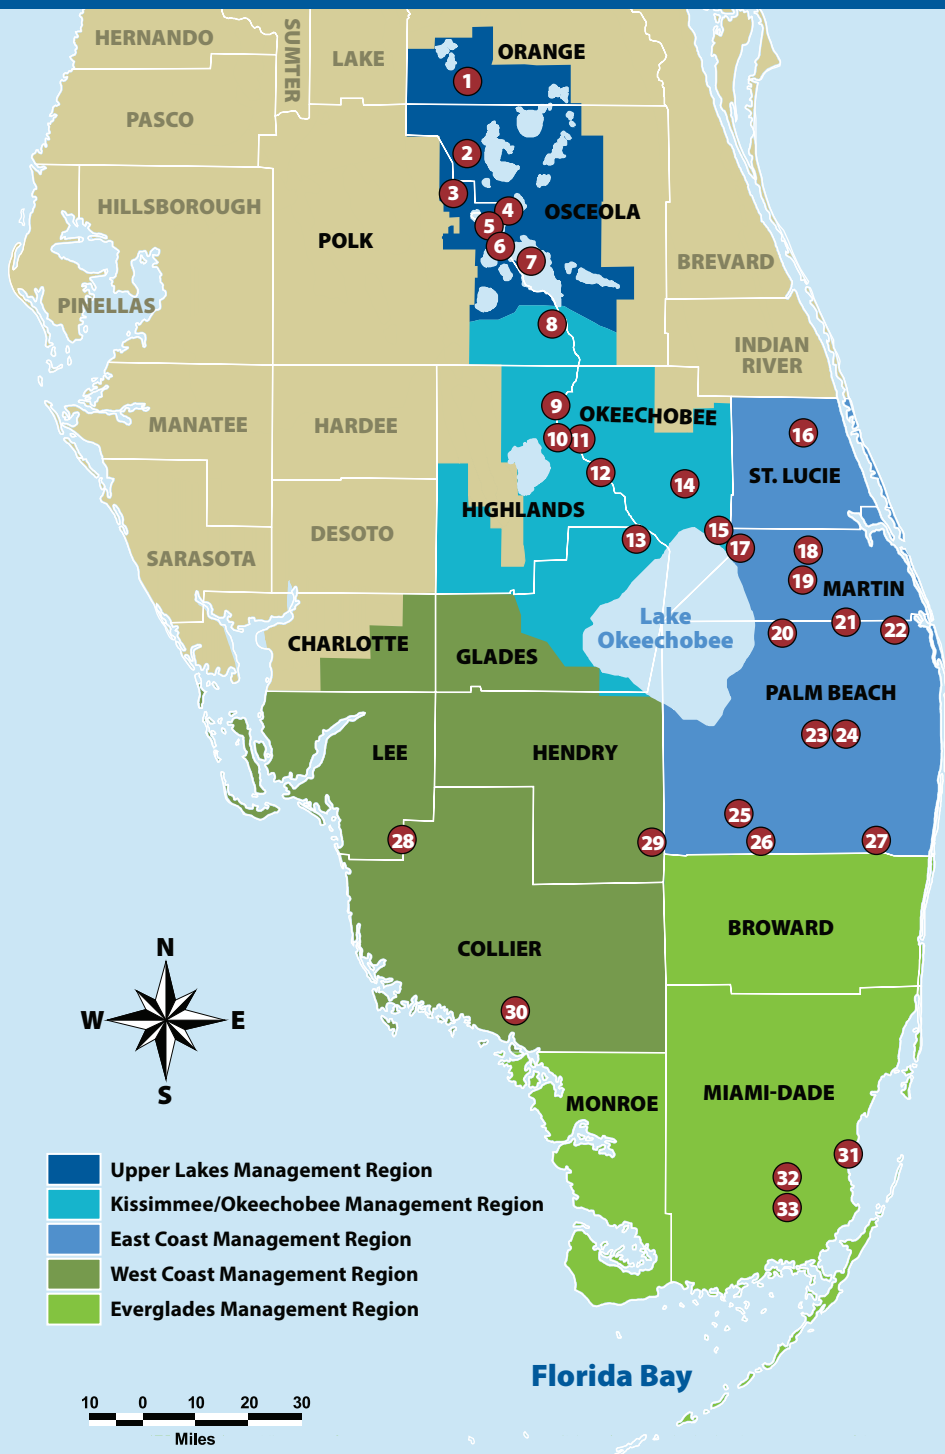 HERNANDO
SUMTER
LAKE
ORANGE
1
PASCO
2
3
HILLSBOROUGH
4
OSCEOLA
5
POLK
6
7
BREVARD
PINELLAS
8
INDIAN
RIVER
9
OKEECHOBEE
MANATEE
HARDEE
10
11
16
12
ST. LUCIE
14
HIGHLANDS
DESOTO
15
13
17
18
SARASOTA
19
MARTIN
Lake
Okeechobee
20
21
22
CHARLOTTE
GLADES
PALM BEACH
23
24
LEE
HENDRY
25
28
29
26
27
BROWARD
COLLIER
30
N
W
E
S
MIAMI-DADE
MONROE
31
32
33
Upper Lakes Management Region
Kissimmee/Okeechobee Management Region
East Coast Management Region
West Coast Management Region
Everglades Management Region
Florida Bay
10 0 10 20 30
Miles